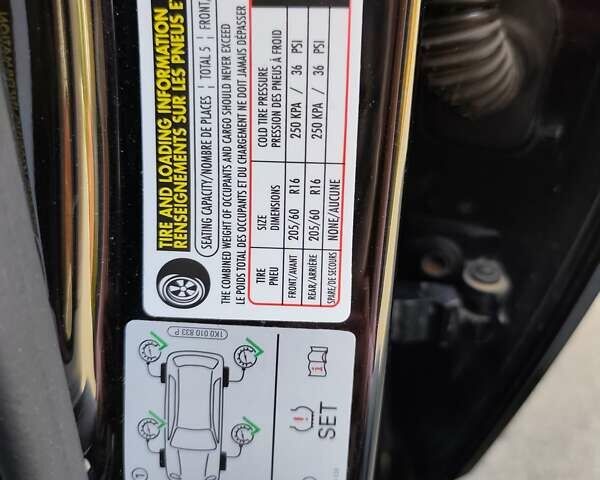 TIRE AND LOADING INFORMATION
RENSEIGNEMENTS SUR LES PNEUS ET
SEATING CAPACITY/NOMBRE DE PLACES | TOTAL 5 | FRONT/
THE COMBINED WEIGHT OF OCCUPANTS AND CARGO SHOULD NEVER EXCEED
LE POIDS TOTAL DES OCCUPANTS ET DU CHARGEMENT NE DOIT JAMAIS DÉPASSER
TIRE SIZE COLD TIRE PRESSURE
PNEU DIMENSIONS PRESSION DES PNEUS À FROID
FRONT/AVANT 205/60 R16 250 KPA / 36 PSI
REAR/ARRIÈRE 205/60 R16 250 KPA / 36 PSI
SPARE/DE SECOURS NONE/AUCUNE
1K0 010 833 P
1
SET